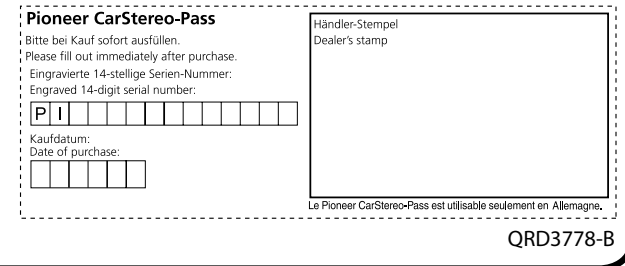 Pioneer CarStereo-Pass
Bitte bei Kauf sofort ausfüllen.
Please fill out immediately after purchase.
Eingravierte 14-stellige Serien-Nummer:
Engraved 14-digit serial number:
P I
Kaufdatum:
Date of purchase:
Händler-Stempel
Dealer's stamp
Le Pioneer CarStereo-Pass est utilisable seulement en Allemagne.
QRD3778-B